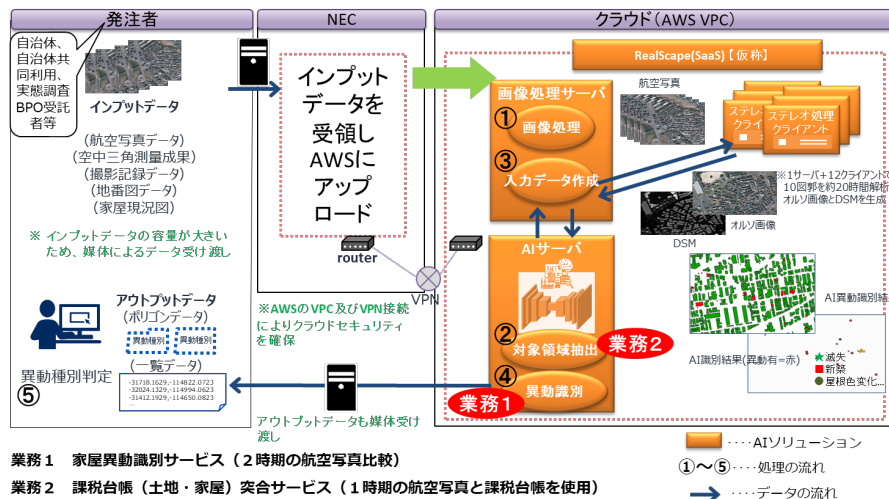 発注者
NEC
クラウド(AWS VPC)
自治体、
自治体共
同利用、
実態調査
BPO受託
者等
インプットデータ
(航空写真データ)
(空中三角測量成果)
(撮影記録データ)
(地番図データ)
(家屋現況図)
※ インプットデータの容量が大きい
ため、媒体によるデータ受け渡し
アウトプットデータ
(ポリゴンデータ)
異動種別
異動種別
(一覧データ)
異動種別判定
⑤
-31718.1629,-114822.0723
-32024.1329,-114994.0623
-31412.1929,-114650.0823
...
インプット
データを
受領し
AWSに
アップ
ロード
router
VPN
※AWSのVPC及びVPN接続
によりクラウドセキュリティ
を確保
アウトプットデータも媒体受け
渡し
RealScape(SaaS)【仮称】
画像処理サーバ
①
画像処理
③
入力データ作成
航空写真
ステレオ処理
クライアント
ステレオ処理
クライアント
※1サーバ+12クライアントで
10図郭を約20時間解析
オルソ画像とDSMを生成
オルソ画像
DSM
AIサーバ
②
対象領域抽出
業務2
④
異動識別
業務1
AI異動識別結
AI識別結果(異動有=赤)
滅失
新築
屋根色変化...
業務1 家屋異動識別サービス(2時期の航空写真比較)
業務2 課税台帳(土地・家屋)突合サービス(1時期の航空写真と課税台帳を使用)
‥‥AIソリューション
①～⑤‥‥処理の流れ
‥‥データの流れ